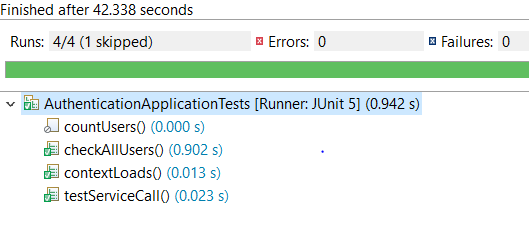 Finished after 42.338 seconds
Runs: 4/4 (1 skipped) Errors: 0 Failures: 0
AuthenticationApplicationTests [Runner: JUnit 5] (0.942 s)
countUsers() (0.000 s)
checkAllUsers() (0.902 s)
contextLoads() (0.013 s)
testServiceCall() (0.023 s)